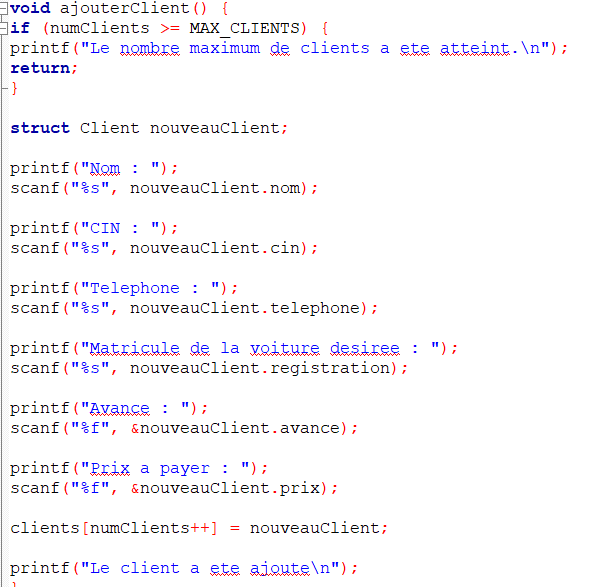 void ajouterClient() {
if (numClients >= MAX_CLIENTS) {
printf("Le nombre maximum de clients a ete atteint.\n");
return;
}
struct Client nouveauClient;
printf("Nom : ");
scanf("%s", nouveauClient.nom);
printf("CIN : ");
scanf("%s", nouveauClient.cin);
printf("Telephone : ");
scanf("%s", nouveauClient.telephone);
printf("Matricule de la voiture desiree : ");
scanf("%s", nouveauClient.registration);
printf("Avance : ");
scanf("%f", &nouveauClient.avance);
printf("Prix a payer : ");
scanf("%f", &nouveauClient.prix);
clients[numClients++] = nouveauClient;
printf("Le client a ete ajoute\n");
}